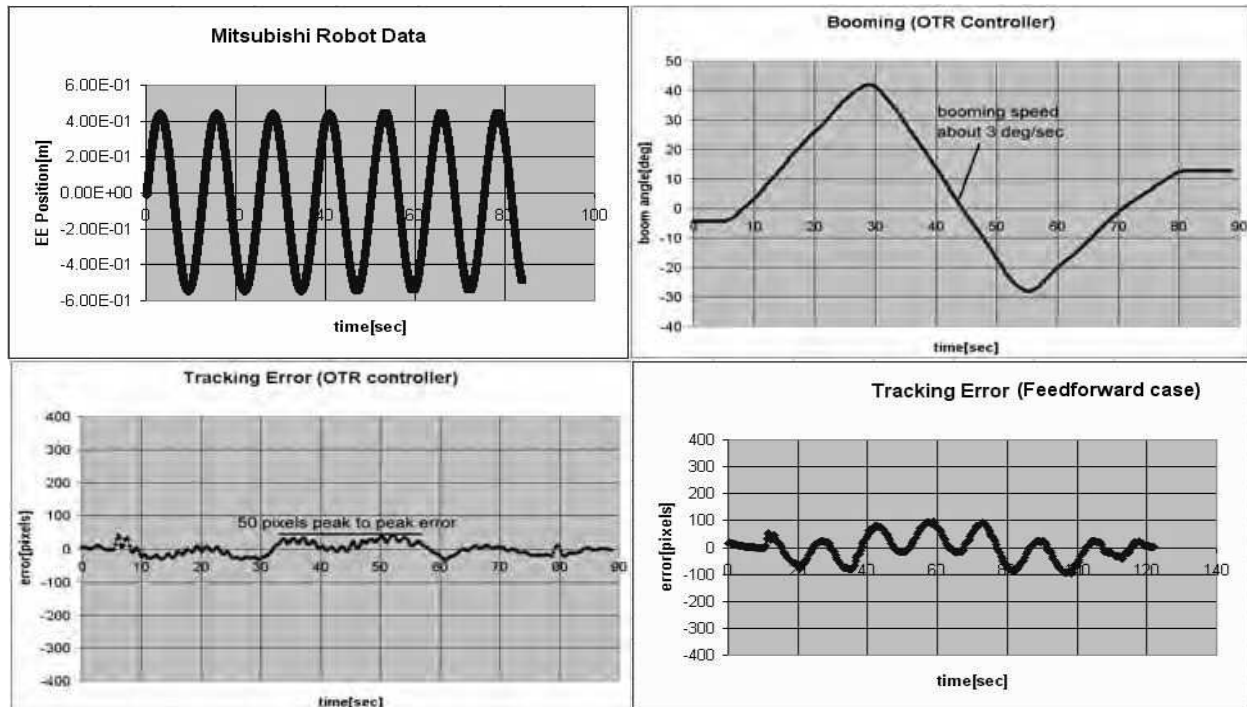 Mitsubishi Robot Data
6.00E-01
4.00E-01
2.00E-01
0.00E+00
-2.00E-01
-4.00E-01
-6.00E-01
0 20 40 60 80 100
EE Position[m]
time[sec]
Booming (OTR Controller)
50
40
30
20
10
0
-10
-20
-30
-40
0 10 20 30 40 50 60 70 80 90
booming speed
about 3 deg/sec
boom angle[deg]
time[sec]
Tracking Error (OTR controller)
400
300
200
100
0
-100
-200
-300
-400
0 10 20 30 40 50 60 70 80 90
50 pixels peak to peak error
error[pixels]
time[sec]
Tracking Error (Feedforward case)
400
300
200
100
0
-100
-200
-300
-400
0 20 40 60 80 100 120 140
error[pixels]
time[sec]